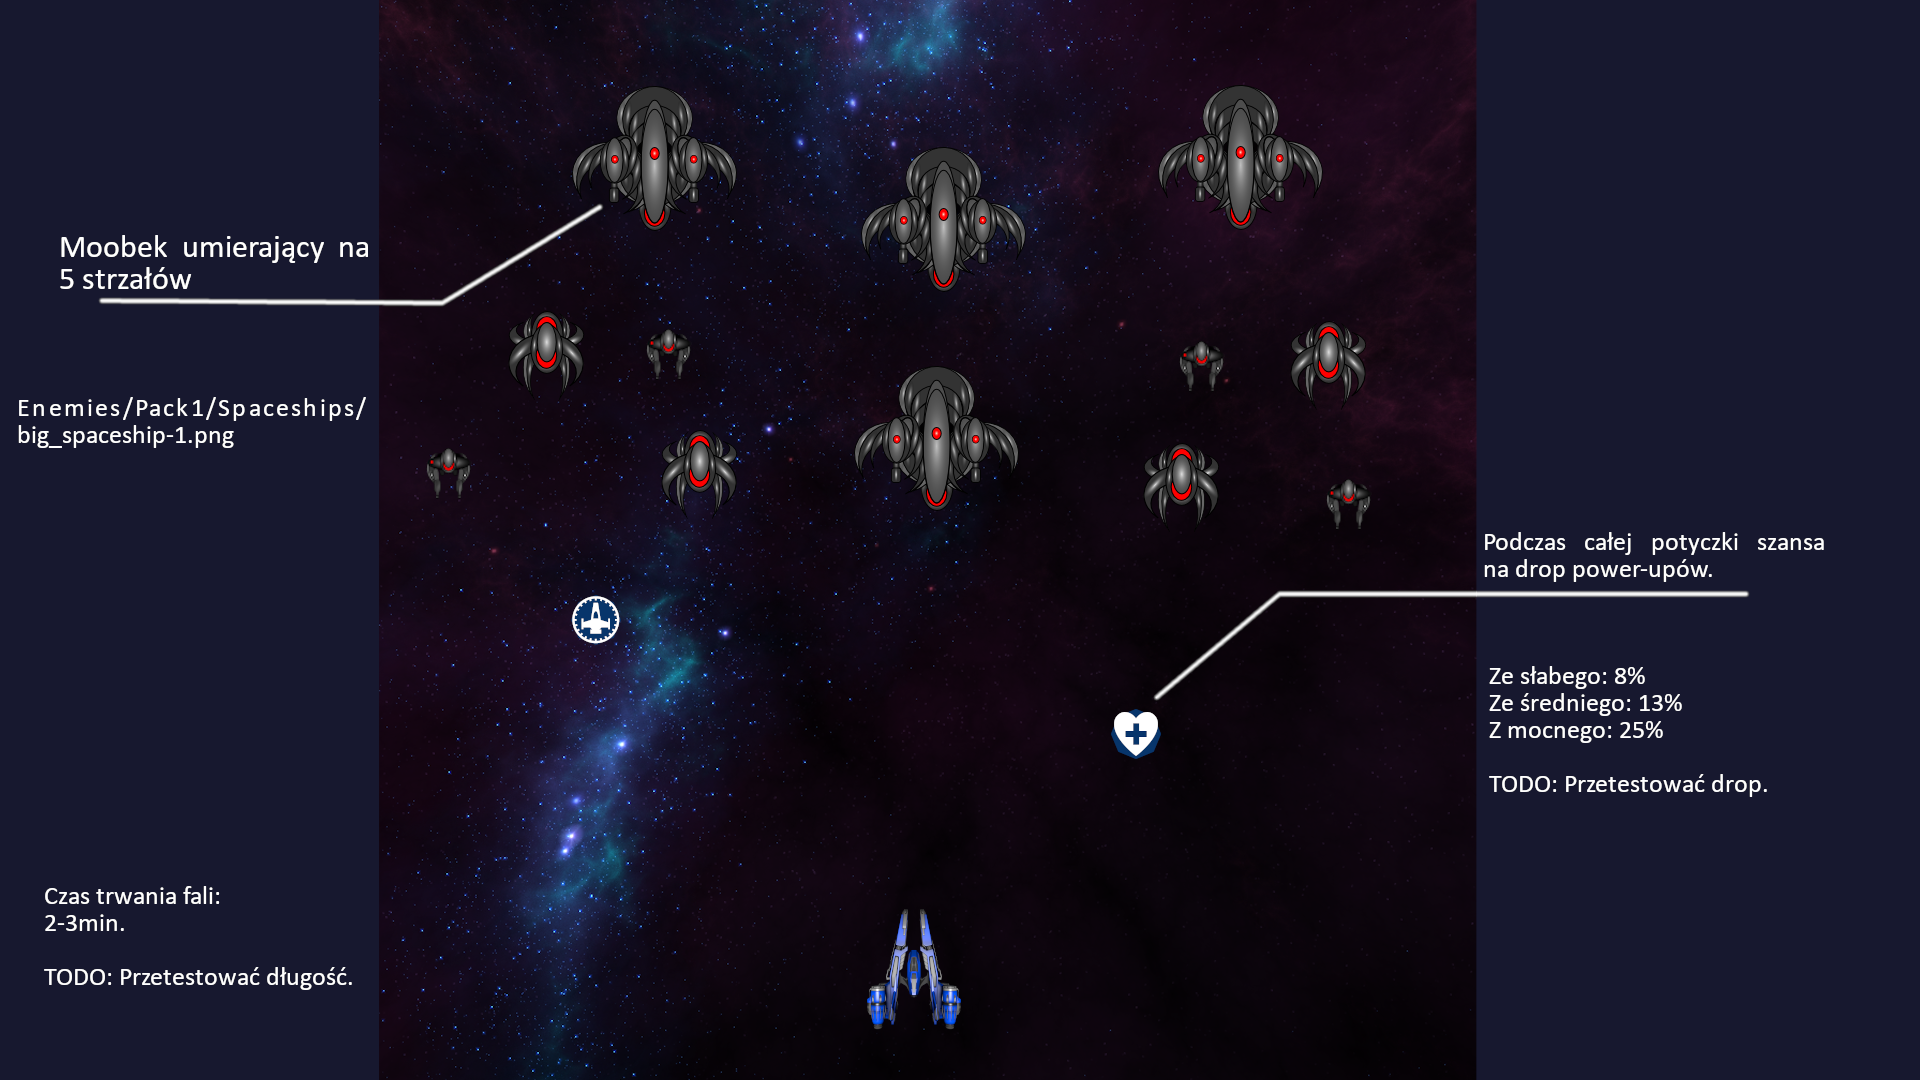 Moobek umierający na
5 strzałów
Enemies/Pack1/Spaceships/
big_spaceship-1.png
Czas trwania fali:
2-3min.
TODO: Przetestować długość.
Podczas całej potyczki szansa
na drop power-upów.
Ze słabego: 8%
Ze średniego: 13%
Z mocnego: 25%
TODO: Przetestować drop.